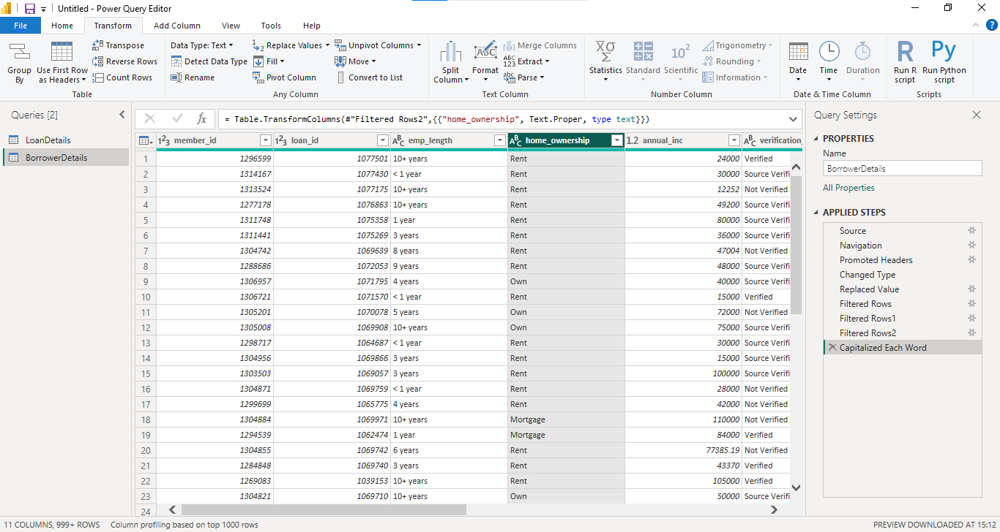 Untitled - Power Query Editor
File Home Transform Add Column View Tools Help
Group By
Use First Row as Headers
Transpose
Reverse Rows
Count Rows
Table
Data Type: Text
Detect Data Type
Rename
Replace Values
Fill
Pivot Column
Unpivot Columns
Move
Convert to List
Any Column
Split Column
Format
ABC
Merge Columns
ABC 123 Extract
abc Parse
Text Column
XΣ Statistics
Standard
10² Scientific
Trigonometry
.00 Rounding
Information
Number Column
Date
Time
Duration
Date & Time Column
R Run R script
Py Run Python script
Scripts
Queries [2]
LoanDetails
BorrowerDetails
fx = Table.TransformColumns(#"Filtered Rows2",{{"home_ownership", Text.Proper, type text}})
123 member_id 123 loan_id ABC emp_length ABC home_ownership 1.2 annual_inc ABC verification_
1 1296599 1077501 10+ years Rent 24000 Verified
2 1314167 1077430 < 1 year Rent 30000 Source Verifi
3 1313524 1077175 10+ years Rent 12252 Not Verified
4 1277178 1076863 10+ years Rent 49200 Source Verifi
5 1311748 1075358 1 year Rent 80000 Source Verifi
6 1311441 1075269 3 years Rent 36000 Source Verifi
7 1304742 1069639 8 years Rent 47004 Not Verified
8 1288686 1072053 9 years Rent 48000 Source Verifi
9 1306957 1071795 4 years Own 40000 Source Verifi
10 1306721 1071570 < 1 year Rent 15000 Verified
11 1305201 1070078 5 years Own 72000 Not Verified
12 1305008 1069908 10+ years Own 75000 Source Verifi
13 1298717 1064687 < 1 year Rent 30000 Source Verifi
14 1304956 1069866 3 years Rent 15000 Source Verifi
15 1303503 1069057 3 years Rent 100000 Source Verifi
16 1304871 1069759 < 1 year Rent 28000 Not Verified
17 1299699 1065775 4 years Rent 42000 Not Verified
18 1304884 1069971 10+ years Mortgage 110000 Not Verified
19 1294539 1062474 1 year Mortgage 84000 Verified
20 1304855 1069742 6 years Rent 77385.19 Not Verified
21 1284848 1069740 3 years Rent 43370 Verified
22 1269083 1039153 10+ years Rent 105000 Verified
23 1304821 1069710 10+ years Own 50000 Source Verifi
24
Query Settings
PROPERTIES
Name
BorrowerDetails
All Properties
APPLIED STEPS
Source
Navigation
Promoted Headers
Changed Type
Replaced Value
Filtered Rows
Filtered Rows1
Filtered Rows2
Capitalized Each Word
11 COLUMNS, 999+ ROWS Column profiling based on top 1000 rows PREVIEW DOWNLOADED AT 15:12